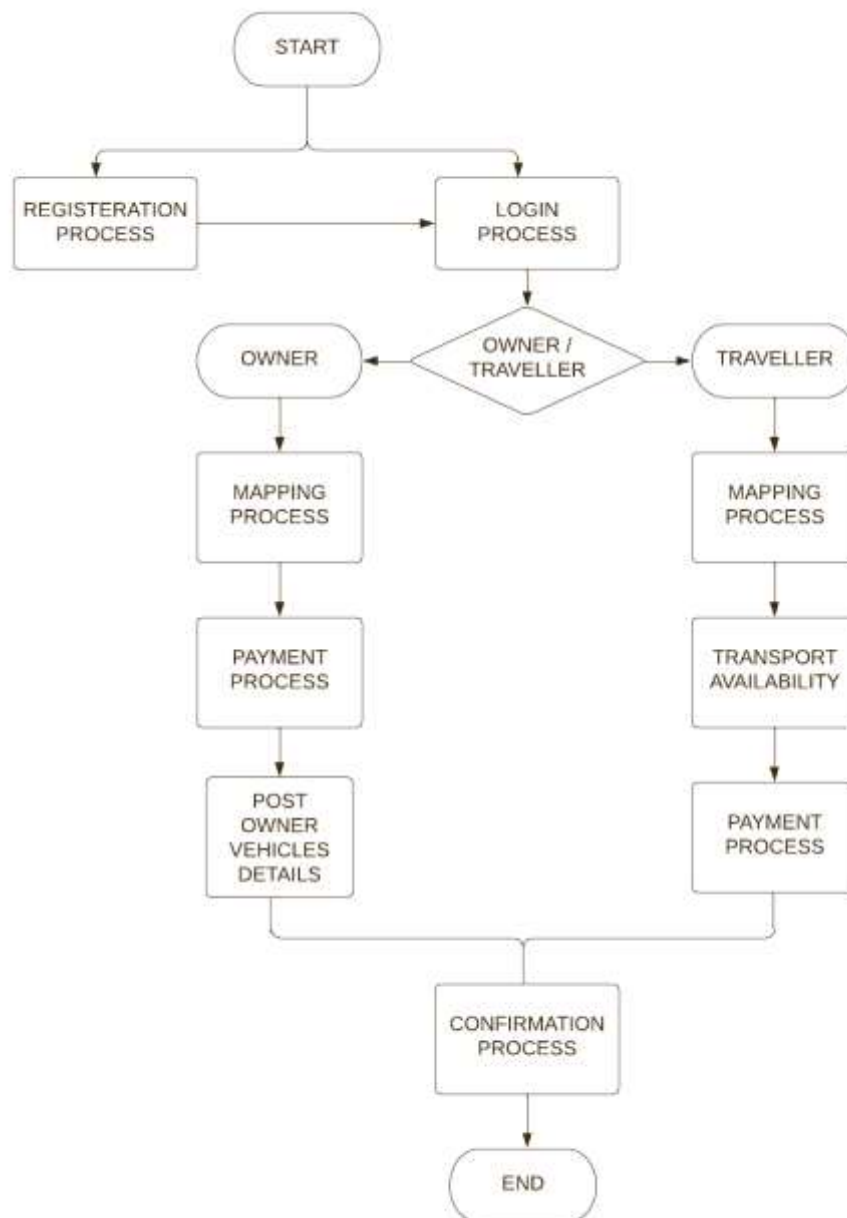 START
REGISTERATION
PROCESS
LOGIN
PROCESS
OWNER
OWNER /
TRAVELLER
TRAVELLER
MAPPING
PROCESS
MAPPING
PROCESS
PAYMENT
PROCESS
TRANSPORT
AVAILABILITY
POST
OWNER
VEHICLES
DETAILS
PAYMENT
PROCESS
CONFIRMATION
PROCESS
END